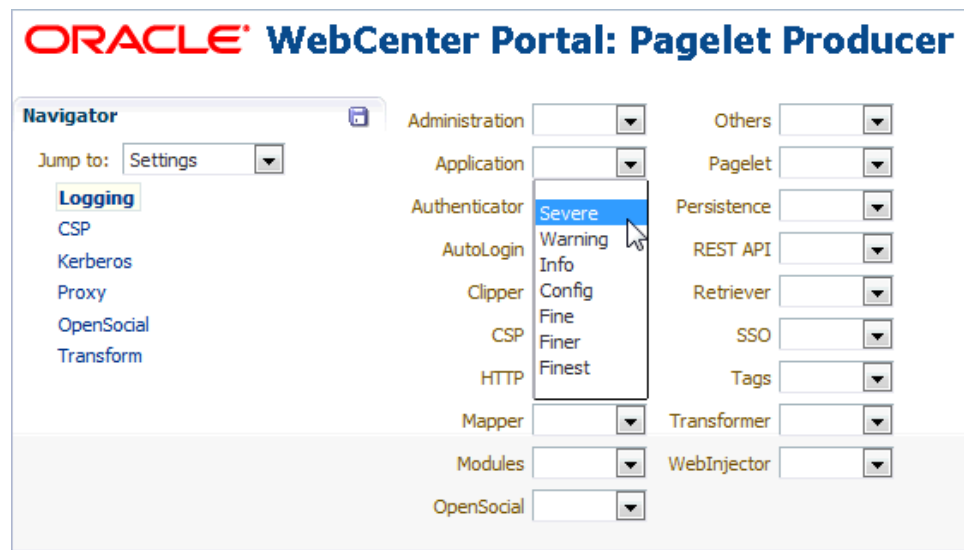 ORACLE® WebCenter Portal: Pagelet Producer
Navigator
Jump to: Settings
Logging
CSP
Kerberos
Proxy
OpenSocial
Transform
Administration
Application
Authenticator
AutoLogin
Clipper
CSP
HTTP
Mapper
Modules
OpenSocial
Severe
Warning
Info
Config
Fine
Finer
Finest
Others
Pagelet
Persistence
REST API
Retriever
SSO
Tags
Transformer
WebInjector